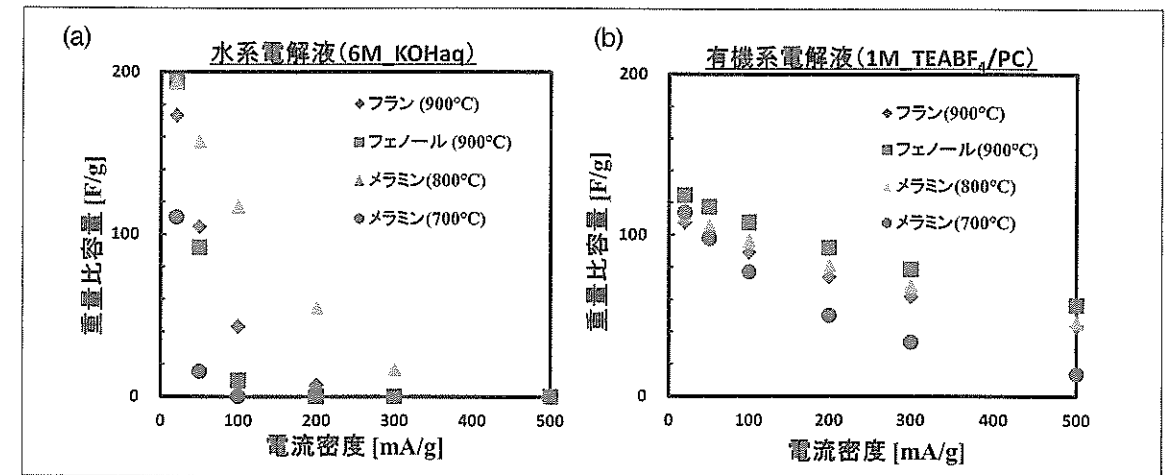 (a)
水系電解液(6M_KOHaq)
重量比容量 [F/g]
200
100
0
◆フラン (900°C)
■フェノール (900°C)
▲メラミン(800°C)
●メラミン(700°C)
0 100 200 300 400 500
電流密度 [mA/g]
(b)
有機系電解液(1M_TEABF₄/PC)
重量比容量 [F/g]
200
100
0
◆フラン(900°C)
■フェノール(900°C)
▲メラミン(800°C)
●メラミン(700°C)
0 100 200 300 400 500
電流密度 [mA/g]